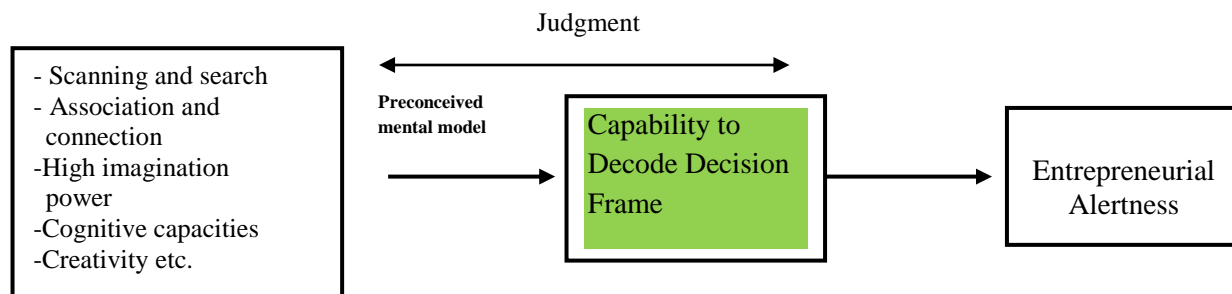 Judgment
- Scanning and search
- Association and
connection
-High imagination
power
-Cognitive capacities
-Creativity etc.
Preconceived
mental model
Capability to
Decode Decision
Frame
Entrepreneurial
Alertness